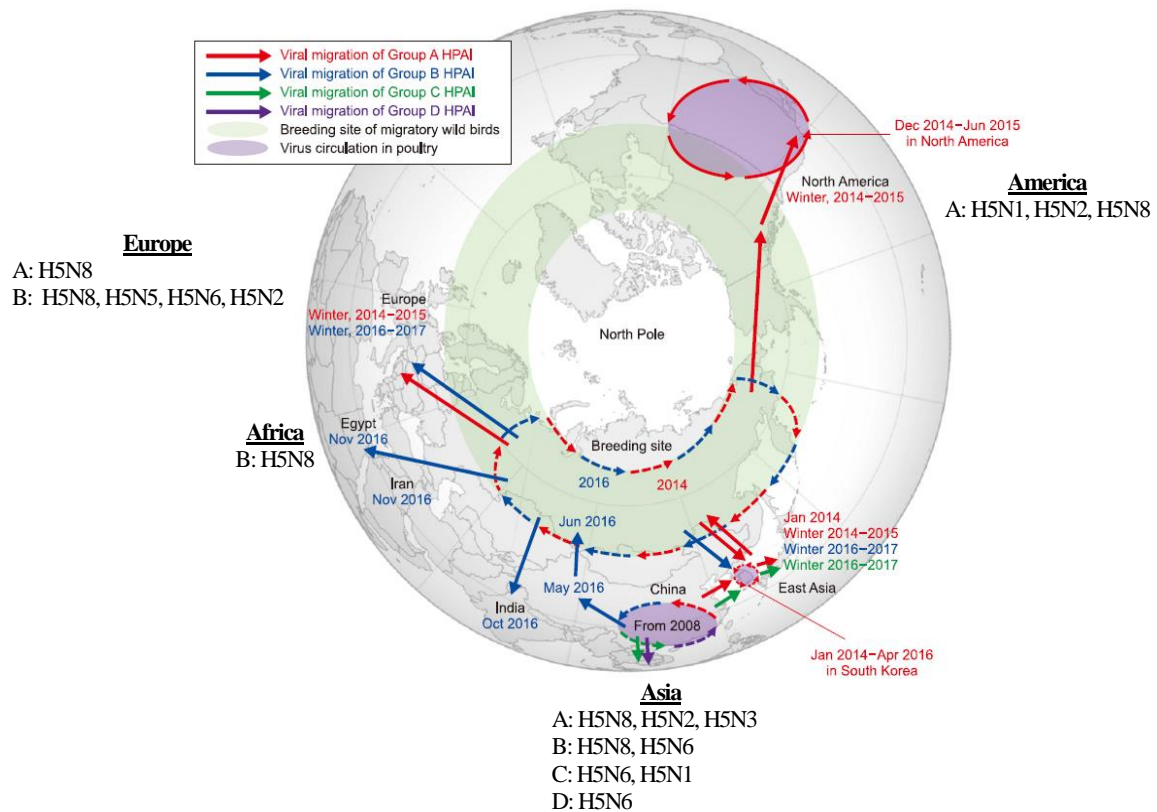 Viral migration of Group A HPAI
Viral migration of Group B HPAI
Viral migration of Group C HPAI
Viral migration of Group D HPAI
Breeding site of migratory wild birds
Virus circulation in poultry
Dec 2014–Jun 2015
in North America
North America
Winter, 2014–2015
America
A: H5N1, H5N2, H5N8
Europe
A: H5N8
B: H5N8, H5N5, H5N6, H5N2
Europe
Winter, 2014–2015
Winter, 2016–2017
North Pole
Africa
B: H5N8
Egypt
Nov 2016
Iran
Nov 2016
Breeding site
2016
2014
Jun 2016
May 2016
India
Oct 2016
China
From 2008
Jan 2014
Winter 2014–2015
Winter 2016–2017
Winter 2016–2017
East Asia
Jan 2014–Apr 2016
in South Korea
Asia
A: H5N8, H5N2, H5N3
B: H5N8, H5N6
C: H5N6, H5N1
D: H5N6